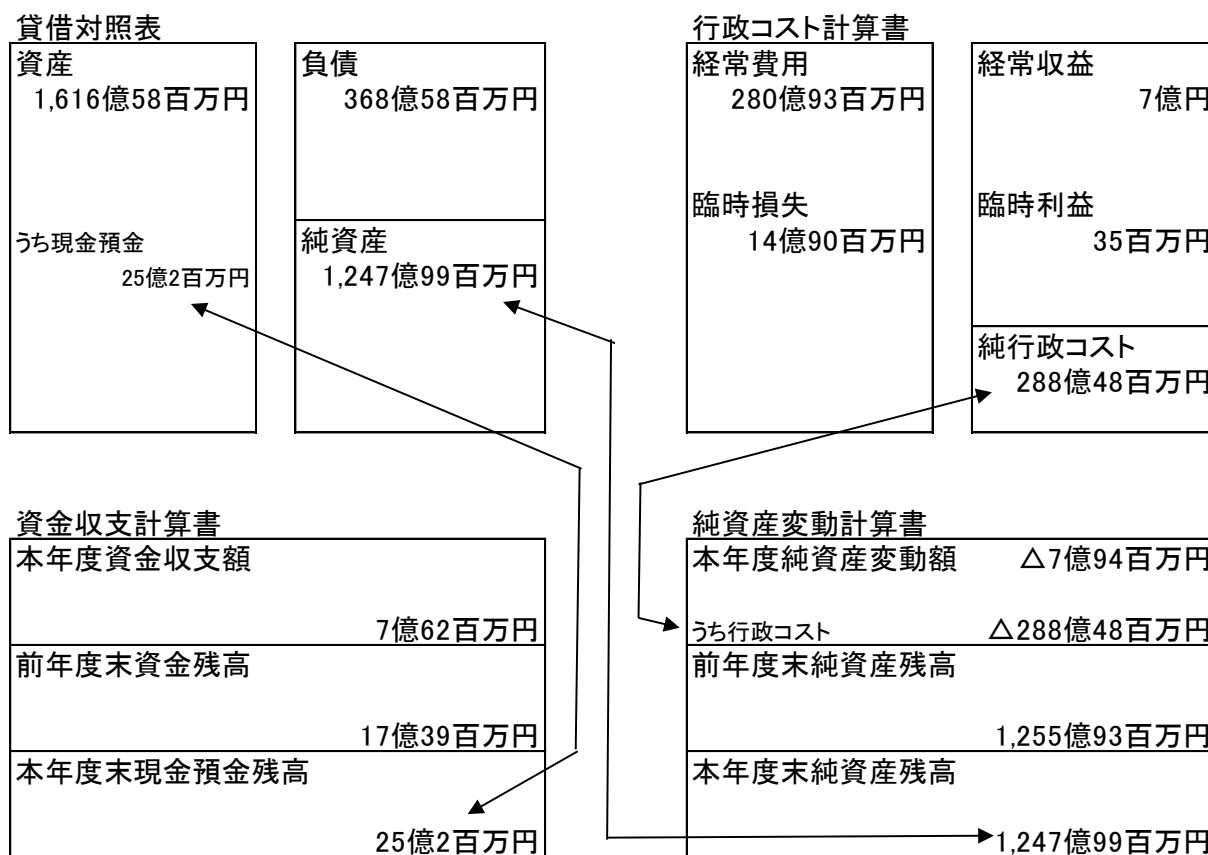 貸借対照表
資産
1,616億58百万円
うち現金預金
25億2百万円
負債
368億58百万円
純資産
1,247億99百万円
行政コスト計算書
経常費用
280億93百万円
臨時損失
14億90百万円
経常収益
7億円
臨時利益
35百万円
純行政コスト
288億48百万円
資金収支計算書
本年度資金収支額
7億62百万円
前年度末資金残高
17億39百万円
本年度末現金預金残高
25億2百万円
純資産変動計算書
本年度純資産変動額 △7億94百万円
うち行政コスト △288億48百万円
前年度末純資産残高
1,255億93百万円
本年度末純資産残高
1,247億99百万円